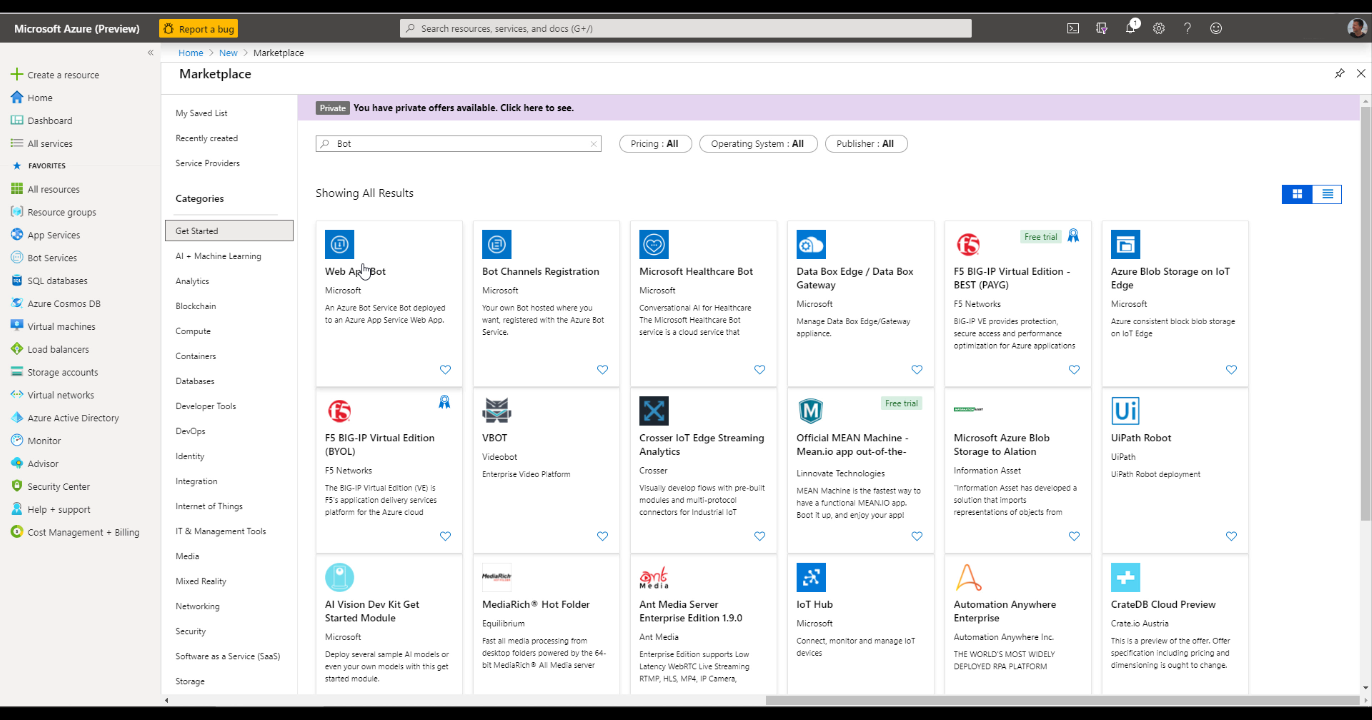 Microsoft Azure (Preview)
Report a bug
Search resources, services, and docs (G+/)
1
Home > New > Marketplace
Marketplace
Create a resource
Home
Dashboard
All services
FAVORITES
All resources
Resource groups
App Services
Bot Services
SQL databases
Azure Cosmos DB
Virtual machines
Load balancers
Storage accounts
Virtual networks
Azure Active Directory
Monitor
Advisor
Security Center
Help + support
Cost Management + Billing
My Saved List
Recently created
Service Providers
Categories
Get Started
AI + Machine Learning
Analytics
Blockchain
Compute
Containers
Databases
Developer Tools
DevOps
Identity
Integration
Internet of Things
IT & Management Tools
Media
Mixed Reality
Networking
Security
Software as a Service (SaaS)
Storage
Private You have private offers available. Click here to see.
Bot
Pricing : All
Operating System : All
Publisher : All
Showing All Results
Web App Bot
Microsoft
An Azure Bot Service Bot deployed
to an Azure App Service Web App.
Bot Channels Registration
Microsoft
Your own Bot hosted where you
want, registered with the Azure Bot
Service.
Microsoft Healthcare Bot
Microsoft
Conversational AI for Healthcare
The Microsoft Healthcare Bot
service is a cloud service that
Data Box Edge / Data Box
Gateway
Microsoft
Manage Data Box Edge/Gateway
appliance.
f5
Free trial
F5 BIG-IP Virtual Edition -
BEST (PAYG)
F5 Networks
BIG-IP VE provides protection,
secure access and performance
optimization for Azure applications
Azure Blob Storage on IoT
Edge
Microsoft
Azure consistent block blob storage
on IoT Edge
f5
F5 BIG-IP Virtual Edition
(BYOL)
F5 Networks
The BIG-IP Virtual Edition (VE) is
F5's application delivery services
platform for the Azure cloud
VBOT
Videobot
Enterprise Video Platform
Crosser IoT Edge Streaming
Analytics
Crosser
Visually develop flows with pre-built
modules and multi-protocol
connectors for Industrial IoT
M
Free trial
Official MEAN Machine -
Mean.io app out-of-the-
Linnovate Technologies
MEAN Machine is the fastest way to
have a functional MEAN.IO app.
Boot it up, and enjoy your app!
Microsoft Azure Blob
Storage to Alation
Information Asset
"Information Asset has developed a
solution that imports
representations of objects from
Ui
UiPath Robot
UiPath
UiPath Robot deployment
AI Vision Dev Kit Get
Started Module
Microsoft
Deploy several sample AI models or
even your own models with this get
started module.
MediaRich
MediaRich® Hot Folder
Equilibrium
Fast all media processing from
desktop folders powered by the 64-
bit MediaRich® All Media server
ant
Media
Ant Media Server
Enterprise Edition 1.9.0
Ant Media
Enterprise Edition supports Low
Latency WebRTC Live Streaming
RTMP, HLS, MP4, IP Camera,
IoT Hub
Microsoft
Connect, monitor and manage IoT
devices
Automation Anywhere
Enterprise
Automation Anywhere Inc.
THE WORLD'S MOST WIDELY
DEPLOYED RPA PLATFORM
CrateDB Cloud Preview
Crate.io Austria
This is a preview of the offer. Offer
specification including pricing and
dimensioning is ought to change.